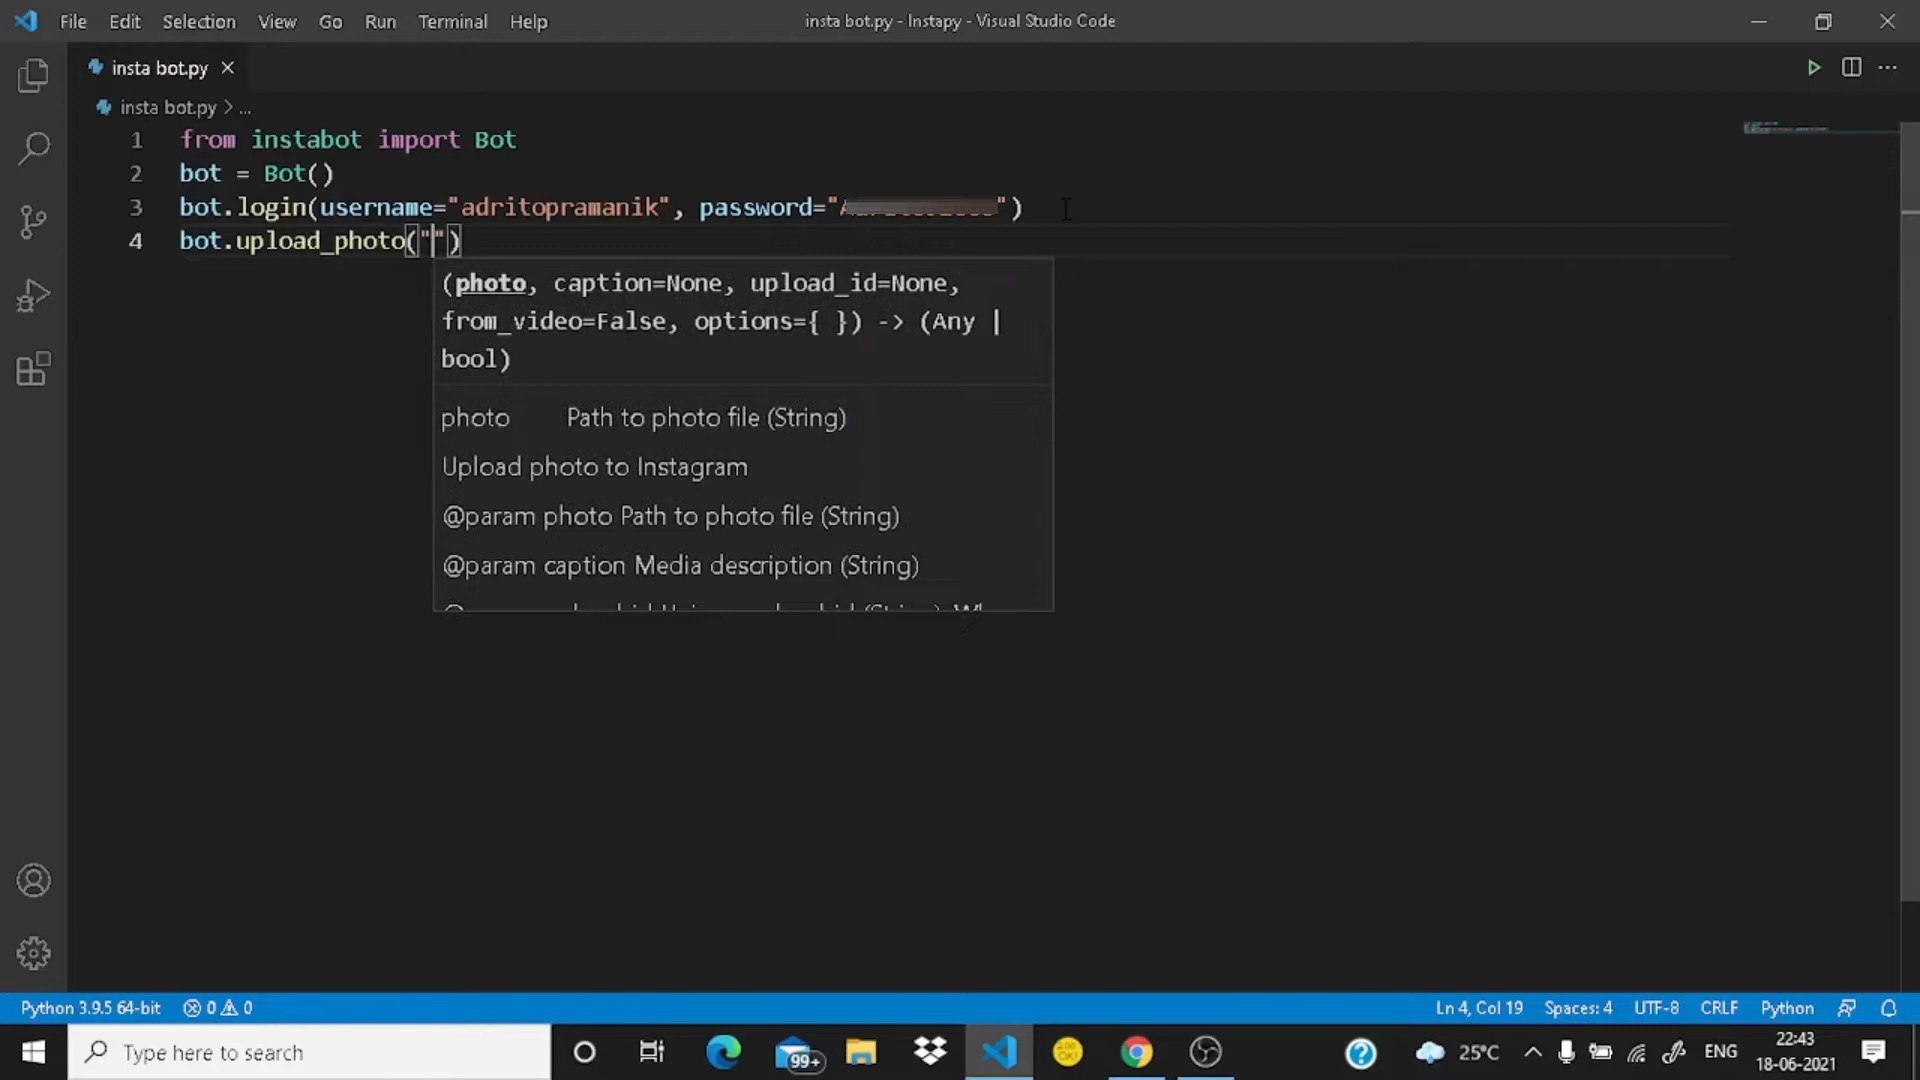 File Edit Selection View Go Run Terminal Help
insta bot.py - Instapy - Visual Studio Code
insta bot.py
insta bot.py > ...
1 from instabot import Bot
2 bot = Bot()
3 bot.login(username="adritopramanik", password=" ")
4 bot.upload_photo("")
(photo, caption=None, upload_id=None,
from_video=False, options={ }) -> (Any |
bool)
photo Path to photo file (String)
Upload photo to Instagram
@param photo Path to photo file (String)
@param caption Media description (String)
Python 3.9.5 64-bit 0 0
Ln 4, Col 19 Spaces: 4 UTF-8 CRLF Python
Type here to search
99+
25°C
ENG
22:43
18-06-2021